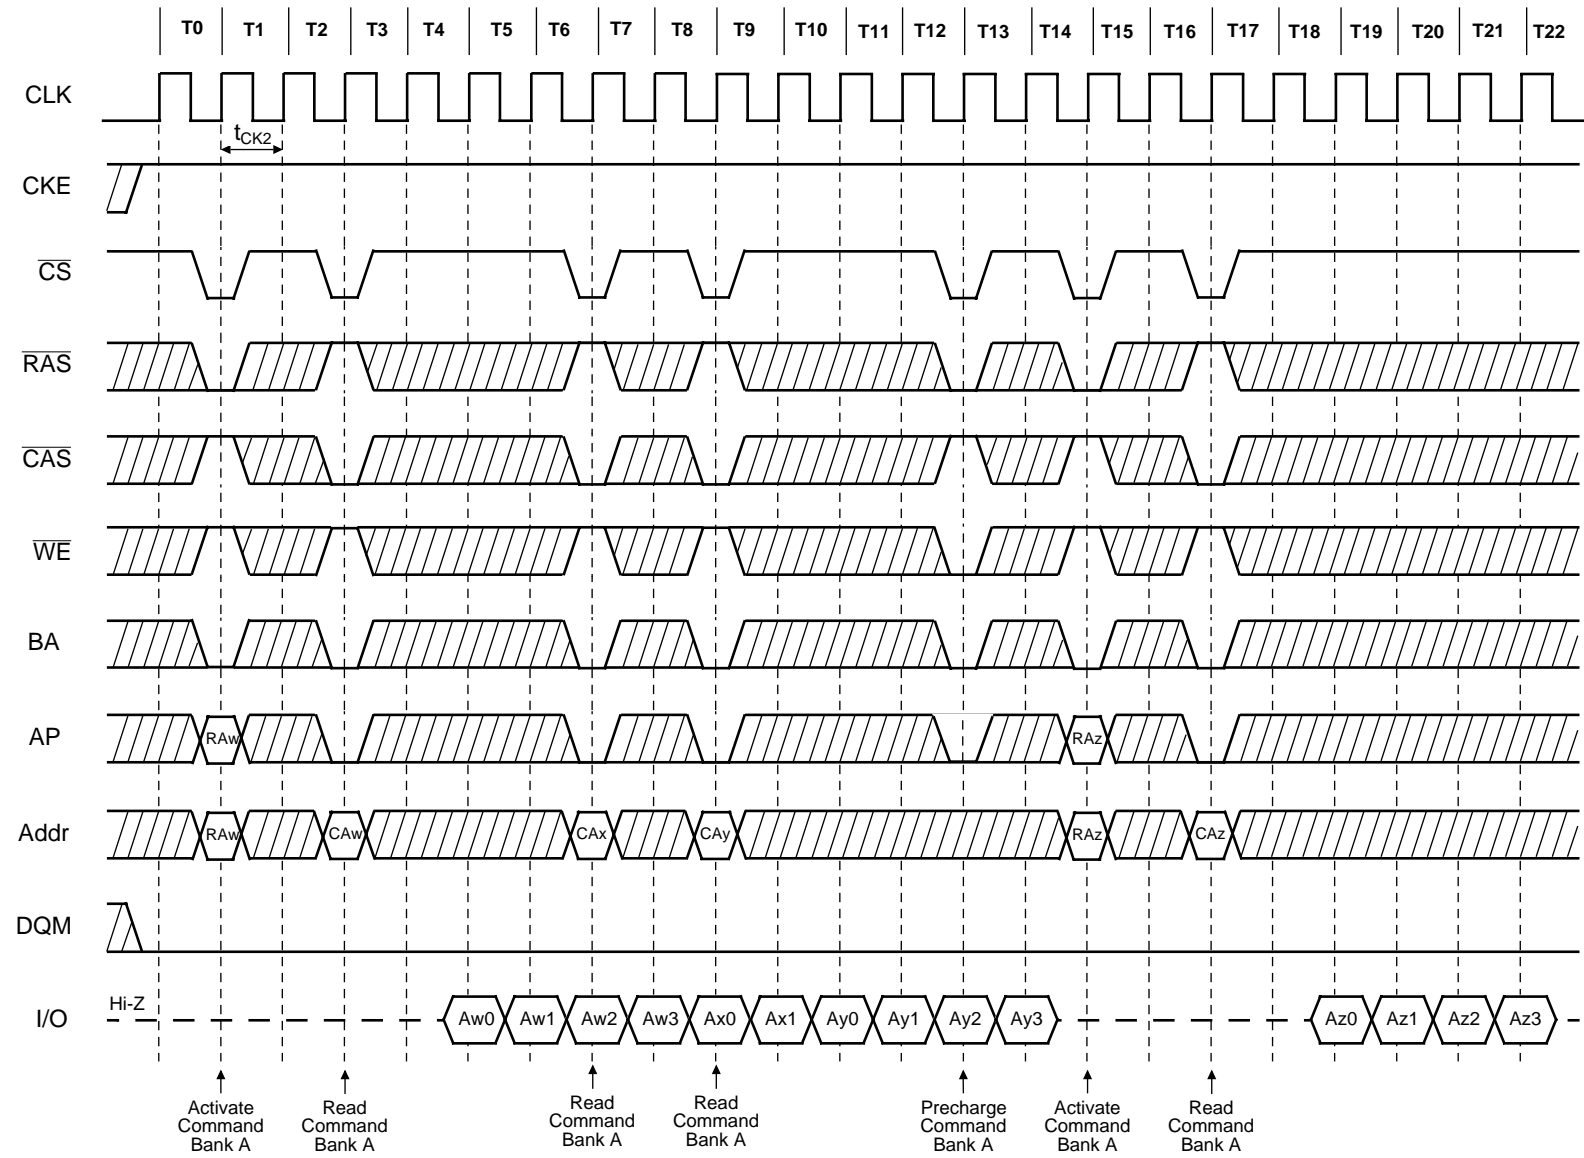 T0 T1 T2 T3 T4 T5 T6 T7 T8 T9 T10 T11 T12 T13 T14 T15 T16 T17 T18 T19 T20 T21 T22
CLK
tCK2
CKE
CS
RAS
CAS
WE
BA
AP RAw RAz
Addr RAw CAw CAx CAy RAz CAz
DQM
Hi-Z
I/O Aw0 Aw1 Aw2 Aw3 Ax0 Ax1 Ay0 Ay1 Ay2 Ay3 Az0 Az1 Az2 Az3
Activate
Command
Bank A
Read
Command
Bank A
Read
Command
Bank A
Read
Command
Bank A
Precharge
Command
Bank A
Activate
Command
Bank A
Read
Command
Bank A